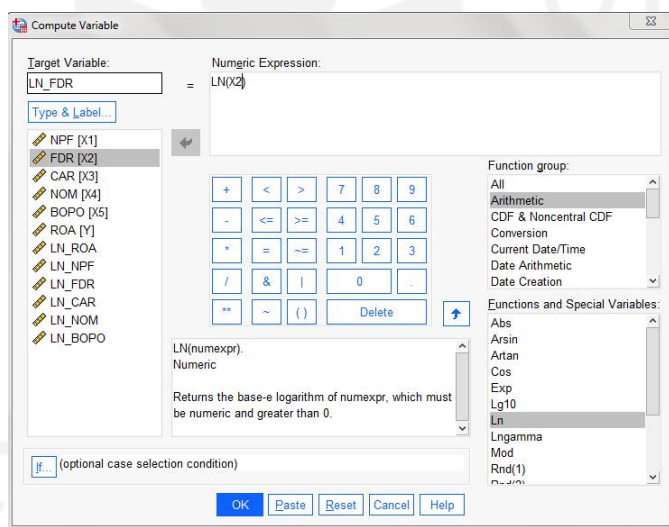 Compute Variable
Target Variable:
LN_FDR
=
Numeric Expression:
LN(X2)
Type & Label...
NPF [X1]
FDR [X2]
CAR [X3]
NOM [X4]
BOPO [X5]
ROA [Y]
LN_ROA
LN_NPF
LN_FDR
LN_CAR
LN_NOM
LN_BOPO
+ < > 7 8 9
- <= >= 4 5 6
* = ~= 1 2 3
/ & | 0 .
** ~ ( ) Delete
Function group:
All
Arithmetic
CDF & Noncentral CDF
Conversion
Current Date/Time
Date Arithmetic
Date Creation
Functions and Special Variables:
Abs
Arsin
Artan
Cos
Exp
Lg10
Ln
Lngamma
Mod
Rnd(1)
Rnd(2)
LN(numexpr).
Numeric
Returns the base-e logarithm of numexpr, which must
be numeric and greater than 0.
If... (optional case selection condition)
OK Paste Reset Cancel Help